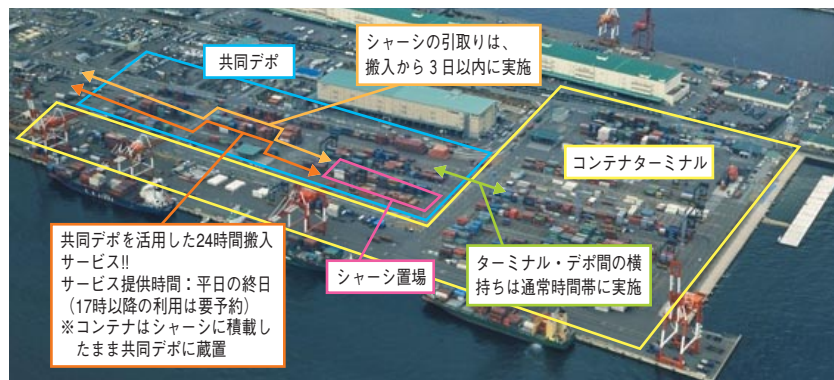 共同デポ
シャーシの引取りは、
搬入から３日以内に実施
コンテナターミナル
共同デポを活用した24時間搬入
サービス!!
サービス提供時間：平日の終日
（17時以降の利用は要予約）
※コンテナはシャーシに積載し
たまま共同デポに蔵置
シャーシ置場
ターミナル・デポ間の横
持ちは通常時間帯に実施